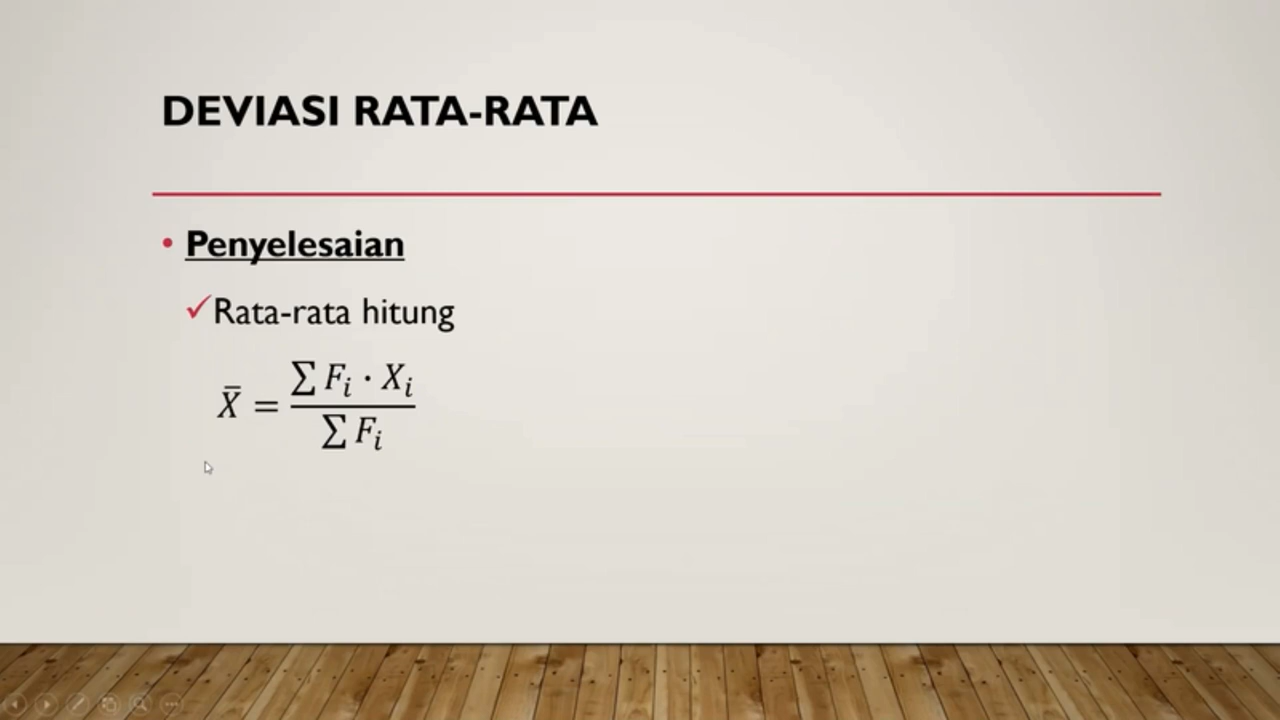 DEVIASI RATA-RATA
• Penyelesaian
✓Rata-rata hitung
X̄ = ∑ Fᵢ · Xᵢ / ∑ Fᵢ